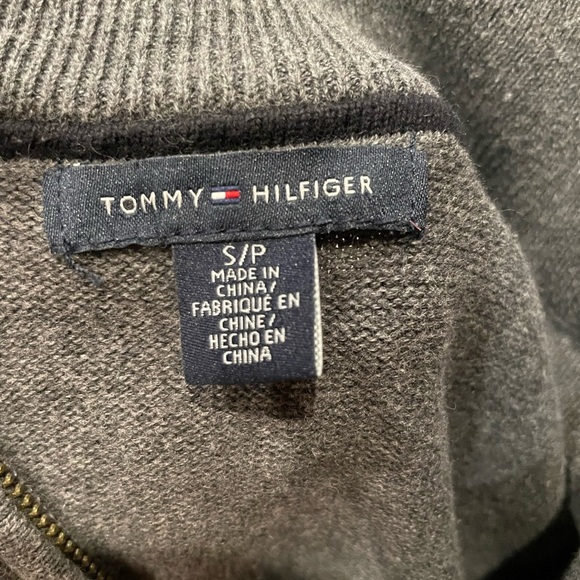 TOMMY HILFIGER
S/P
MADE IN
CHINA/
FABRIQUÉ EN
CHINE/
HECHO EN
CHINA